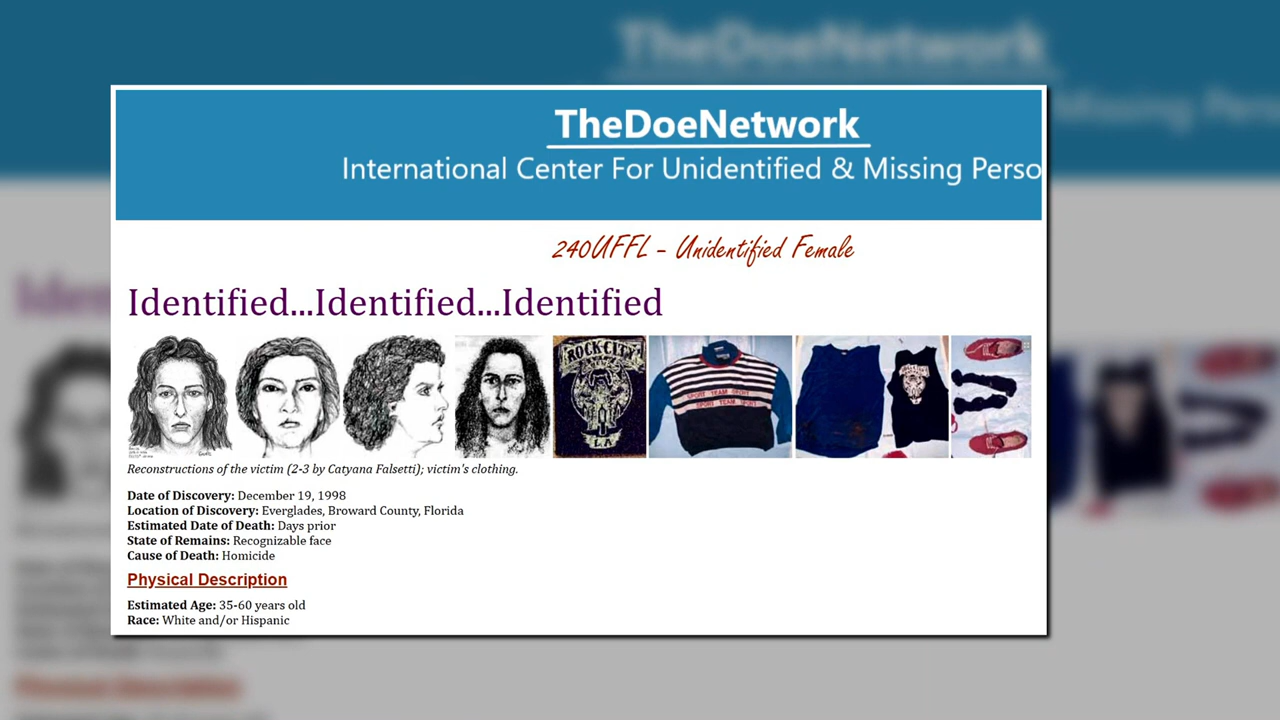 TheDoeNetwork
International Center For Unidentified & Missing Perso
240UFFL - Unidentified Female
Identified...Identified...Identified
ROCK CITY
SPORT TEAM SPORT
SPORT TEAM SPORT
Reconstructions of the victim (2-3 by Catyana Falsetti); victim's clothing.
Date of Discovery: December 19, 1998
Location of Discovery: Everglades, Broward County, Florida
Estimated Date of Death: Days prior
State of Remains: Recognizable face
Cause of Death: Homicide
Physical Description
Estimated Age: 35-60 years old
Race: White and/or Hispanic